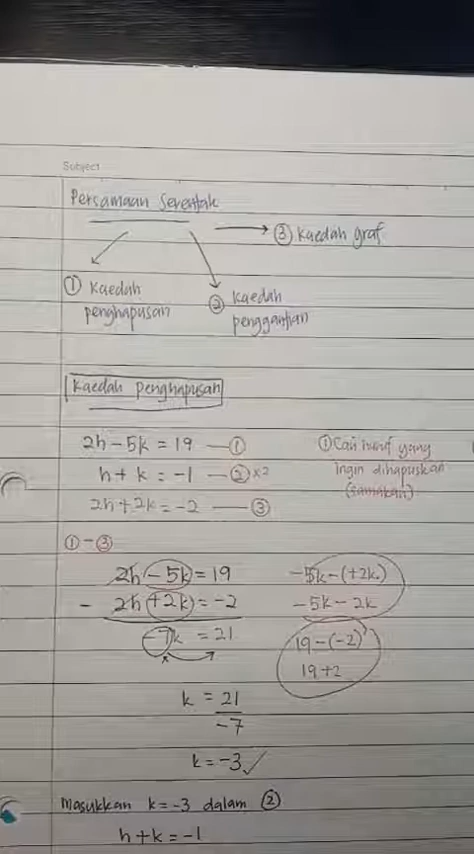 Subject
Persamaan Serentak
③ Kaedah graf
① Kaedah penghapusan
② Kaedah penggantian
Kaedah penghapusan
2h - 5k = 19 — ①
h + k = -1 — ② ×2
2h + 2k = -2 — ③
① Cari huruf yang
ingin dihapuskan
(samakan)
① - ③
2h - 5k = 19
- 2h + 2k = -2
-7k = 21
-5k - (+2k)
-5k - 2k
19 - (-2)
19 + 2
k = 21
-7
k = -3 ✓
Masukkan k = -3 dalam ②
h + k = -1